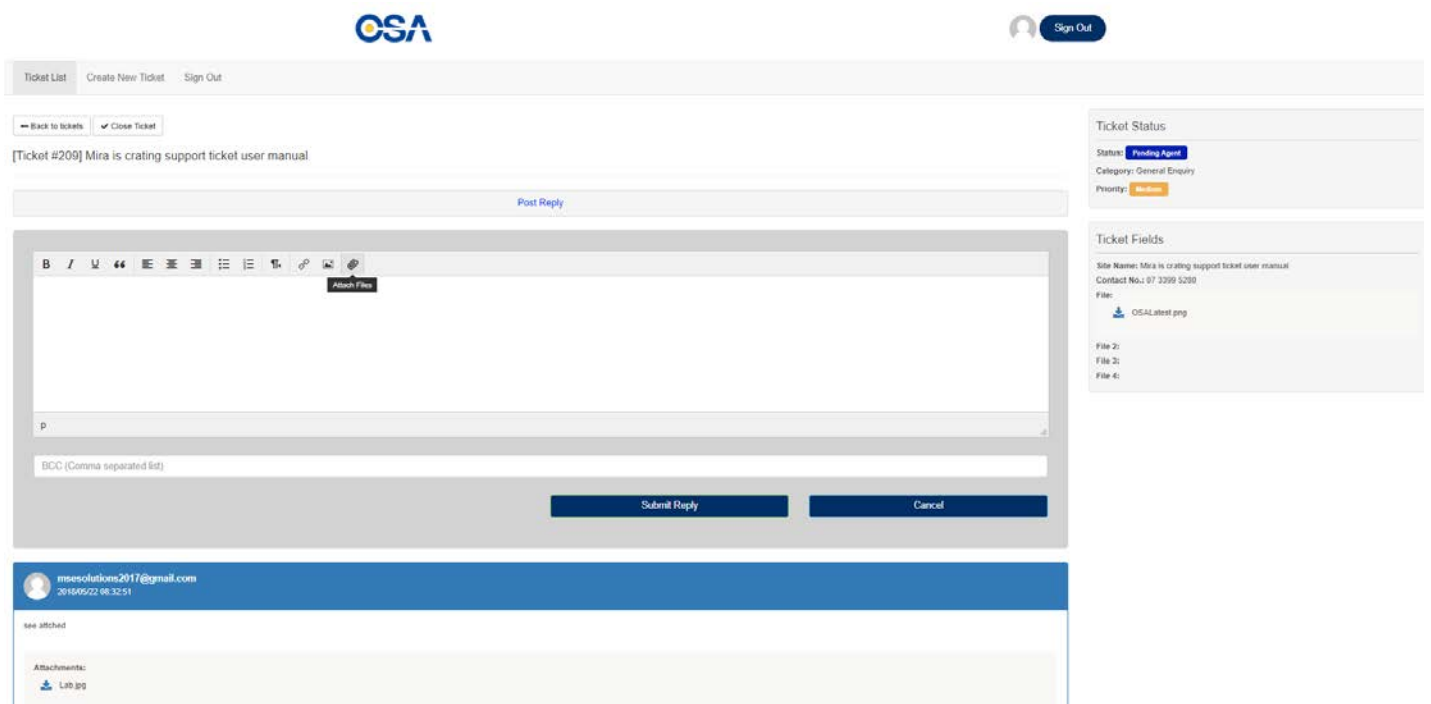 OSA
Sign Out
Ticket List Create New Ticket Sign Out
Back to tickets Close Ticket
[Ticket #209] Mira is crating support ticket user manual
Post Reply
B I U
Attach Files
p
BCC (Comma separated list)
Submit Reply Cancel
msesolutions2017@gmail.com
2018/05/22 08:32:51
see attched
Attachments:
Lab.jpg
Ticket Status
Status: Pending Agent
Category: General Enquiry
Priority: Medium
Ticket Fields
Site Name: Mira is crating support ticket user manual
Contact No.: 07 3399 5280
File:
OSALatest.png
File 2:
File 3:
File 4: